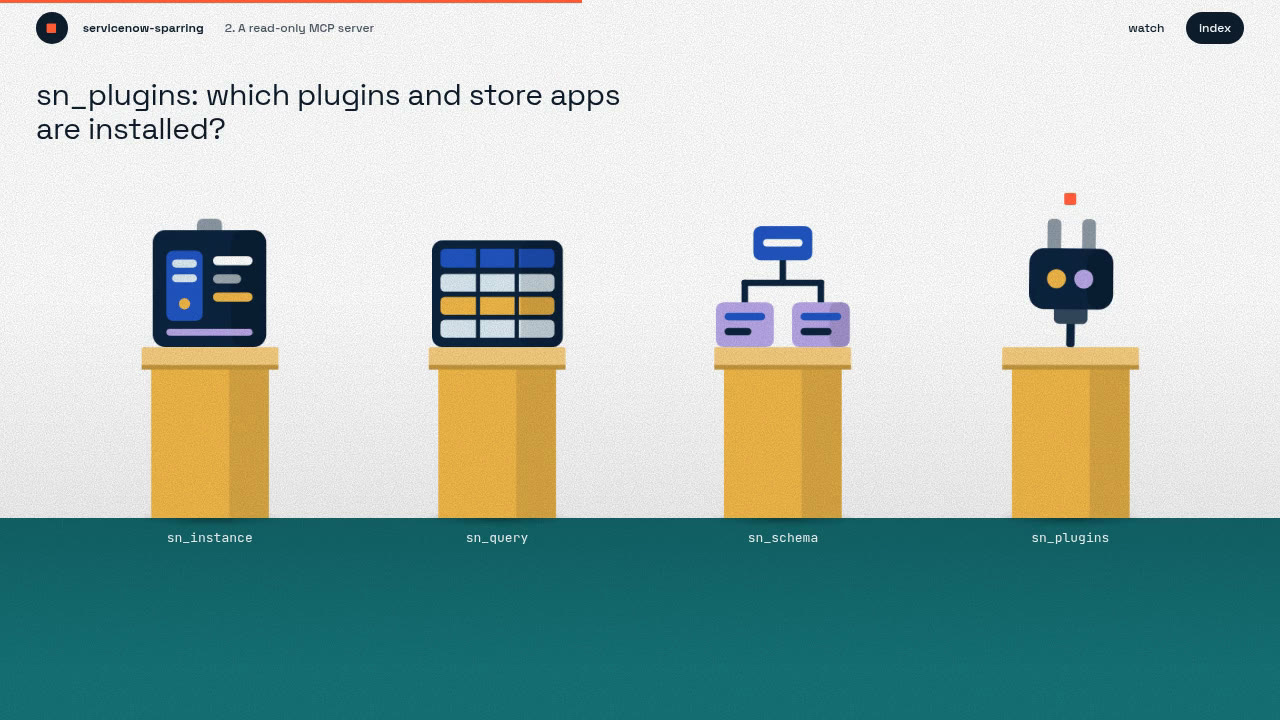 servicenow-sparring
2. A read-only MCP server
watch
Index
sn_plugins: which plugins and store apps
are installed?
sn_instance
sn_query
sn_schema
sn_plugins